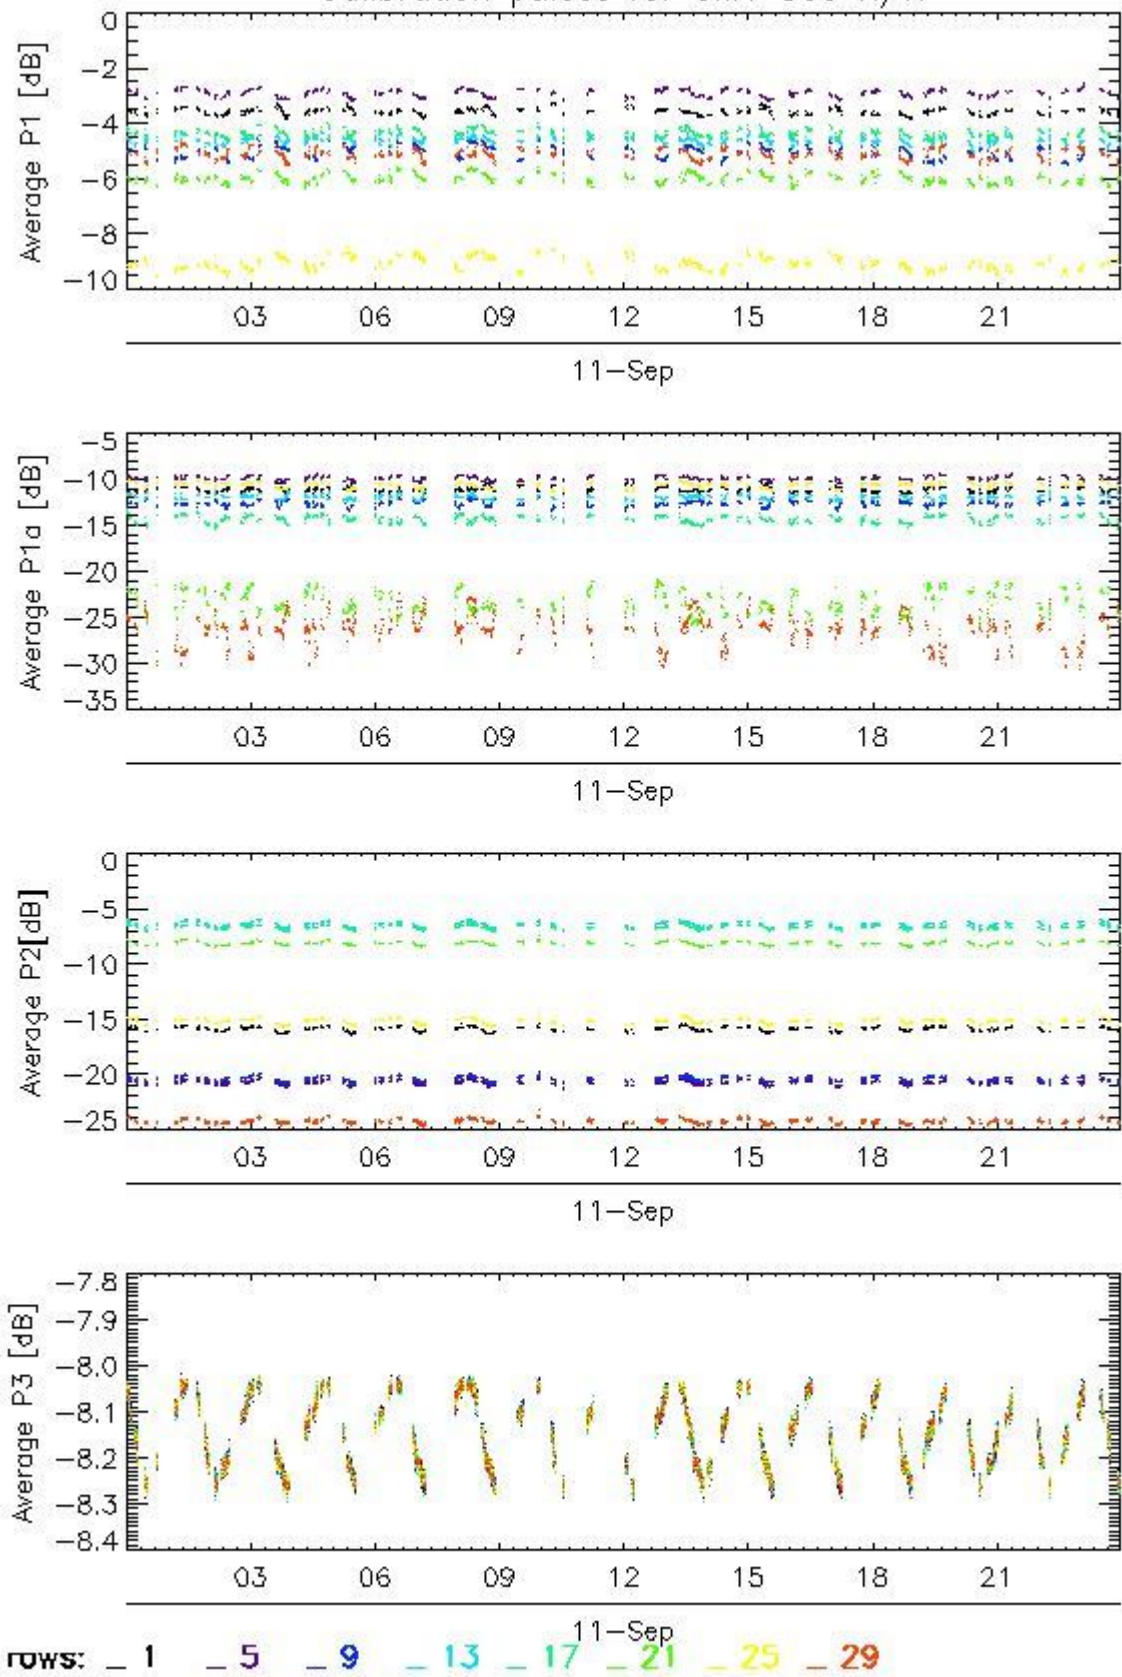 0
-2
-4
-6
-8
-10
Average P1 [dB]
03 06 09 12 15 18 21
11-Sep
-5
-10
-15
-20
-25
-30
-35
Average P1a [dB]
03 06 09 12 15 18 21
11-Sep
0
-5
-10
-15
-20
-25
Average P2[dB]
03 06 09 12 15 18 21
11-Sep
-7.8
-7.9
-8.0
-8.1
-8.2
-8.3
-8.4
Average P3 [dB]
03 06 09 12 15 18 21
11-Sep
rows: _ 1 _ 5 _ 9 _ 13 _ 17 _ 21 _ 25 _ 29